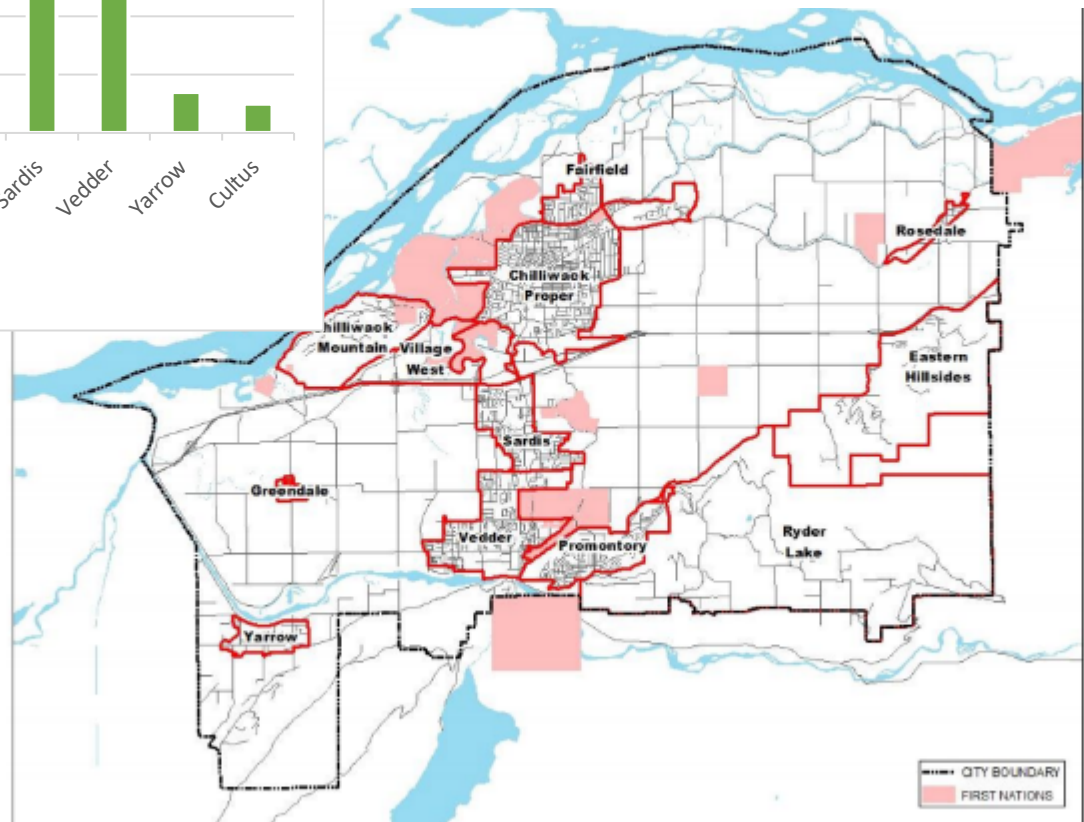 Sardis
Vedder
Yarrow
Cultus
Fairfield
Rosedale
Chilliwack
Proper
hilliwack
Mountain
Village
West
Eastern
Hillsides
Sardis
Greendale
Vedder
Promontory
Ryder
Lake
Yarrow
CITY BOUNDARY
FIRST NATIONS